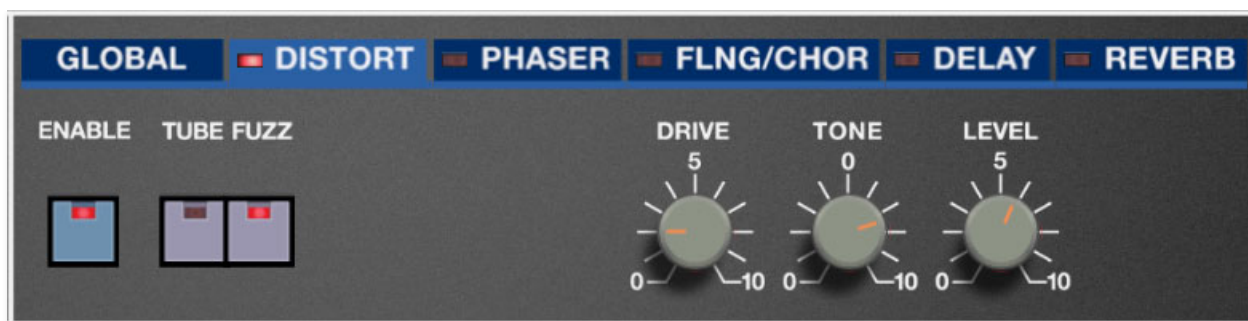 GLOBAL DISTORT PHASER FLNG/CHOR DELAY REVERB
ENABLE TUBE FUZZ DRIVE TONE LEVEL
5 0 5
0 10 0 10 0 10